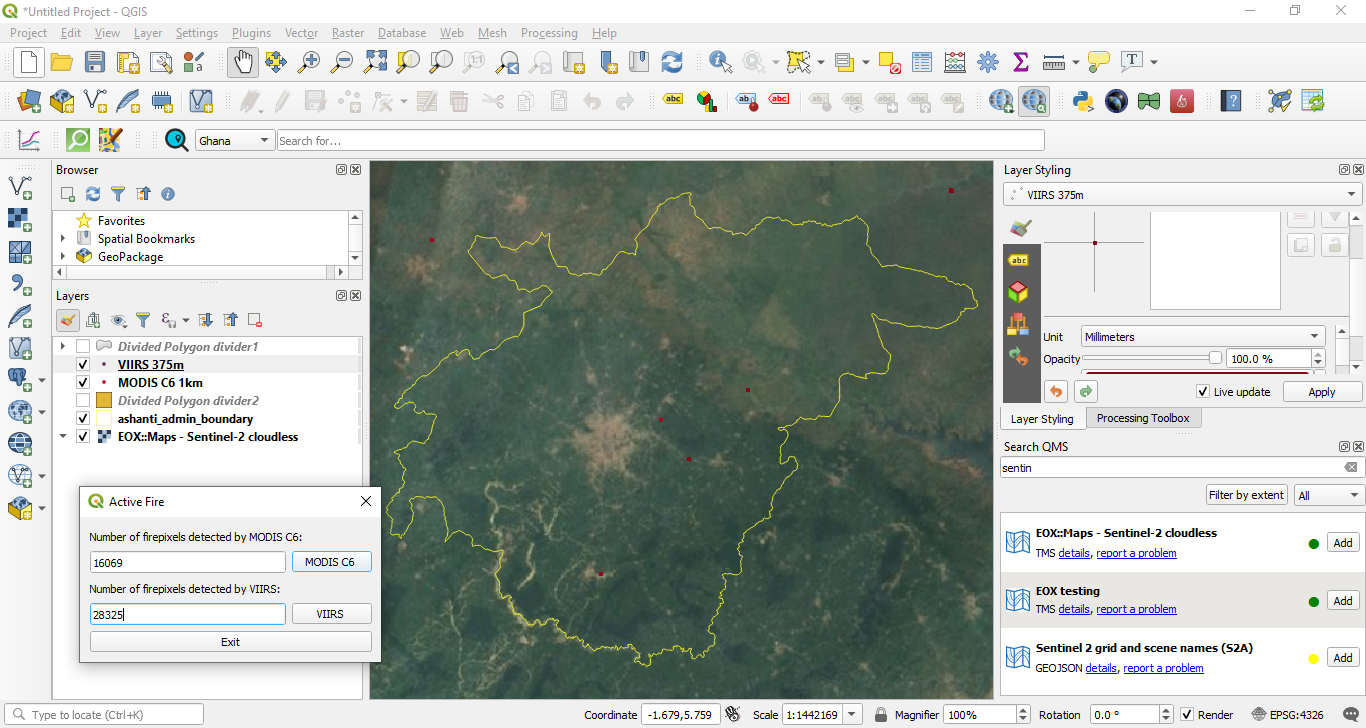 *Untitled Project - QGIS
Project Edit View Layer Settings Plugins Vector Raster Database Web Mesh Processing Help
abc abc abc
Ghana Search for...
Browser
Favorites
Spatial Bookmarks
GeoPackage
Layers
Divided Polygon divider1
VIIRS 375m
MODIS C6 1km
Divided Polygon divider2
ashanti_admin_boundary
EOX::Maps - Sentinel-2 cloudless
Active Fire
Number of firepixels detected by MODIS C6:
16069 MODIS C6
Number of firepixels detected by VIIRS:
28325 VIIRS
Exit
Layer Styling
VIIRS 375m
abc
Unit Millimeters
Opacity 100.0 %
Live update Apply
Layer Styling Processing Toolbox
Search QMS
sentin
Filter by extent All
EOX::Maps - Sentinel-2 cloudless
TMS details, report a problem Add
EOX testing
TMS details, report a problem Add
Sentinel 2 grid and scene names (S2A)
GEOJSON details, report a problem Add
Type to locate (Ctrl+K) Coordinate -1.679,5.759 Scale 1:1442169 Magnifier 100% Rotation 0.0 ° Render EPSG:4326